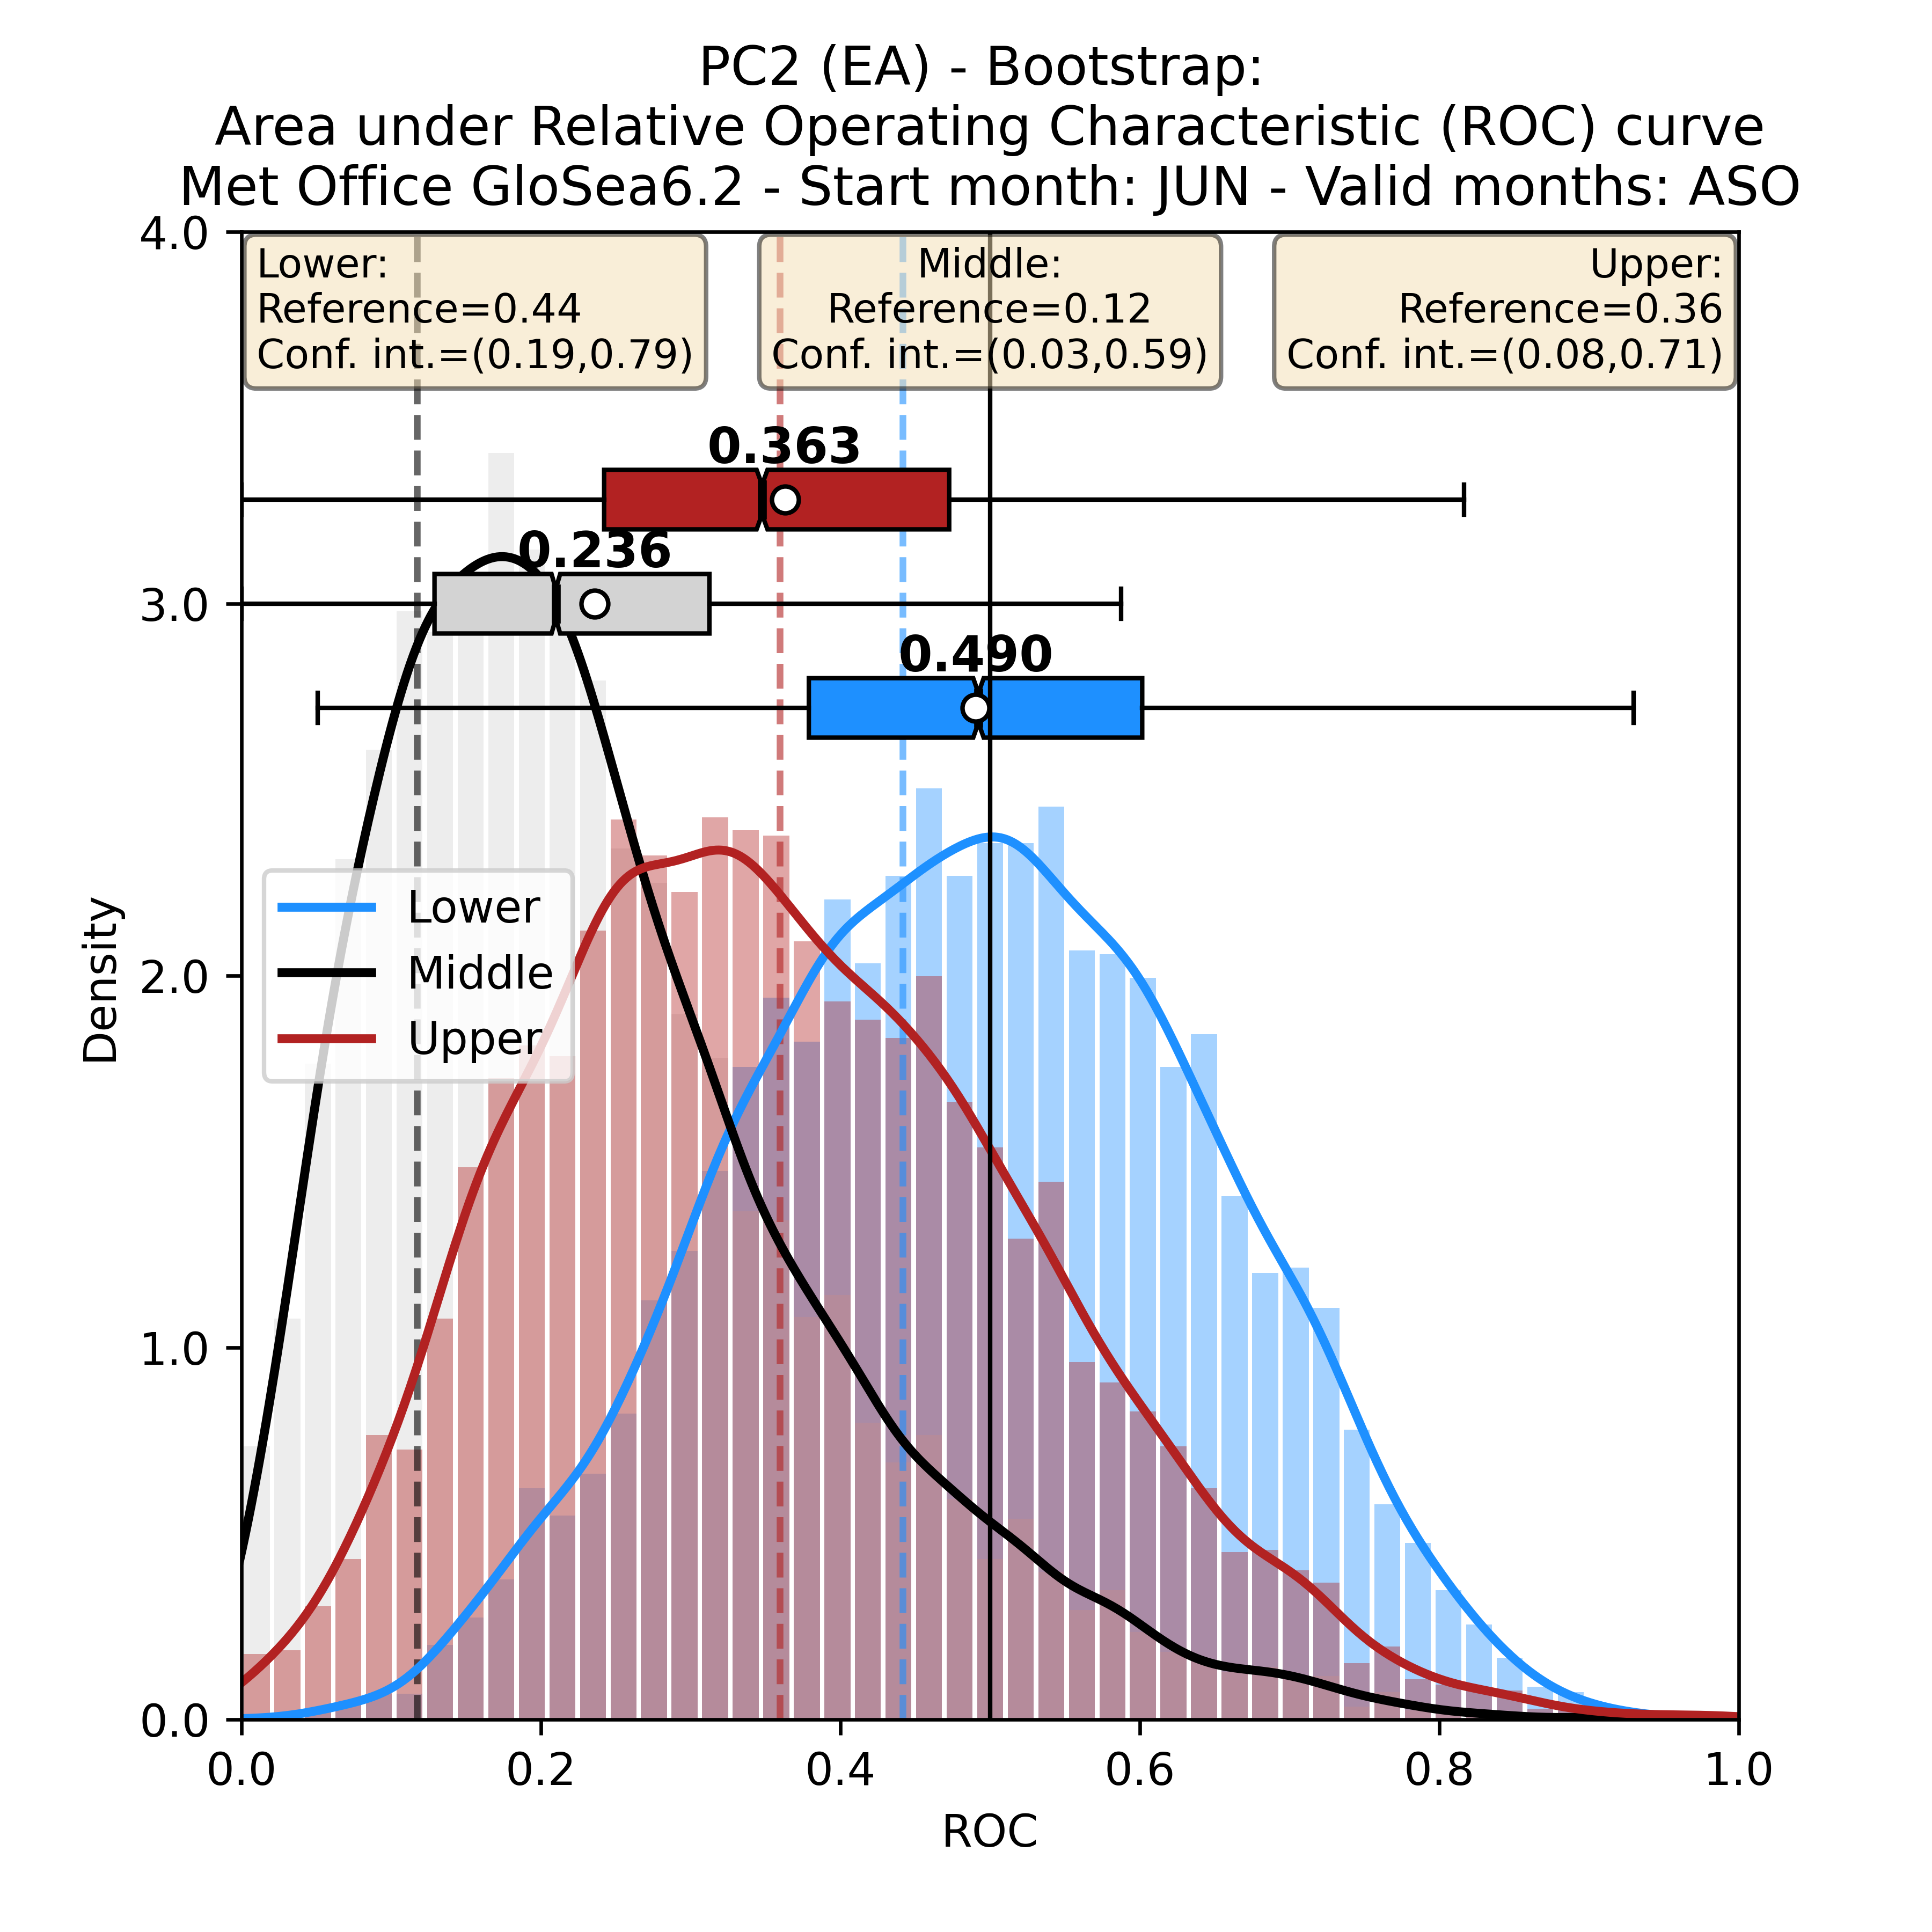 PC2 (EA) - Bootstrap:
Area under Relative Operating Characteristic (ROC) curve
Met Office GloSea6.2 - Start month: JUN - Valid months: ASO
Lower:
Reference=0.44
Conf. int.=(0.19,0.79)
Middle:
Reference=0.12
Conf. int.=(0.03,0.59)
Upper:
Reference=0.36
Conf. int.=(0.08,0.71)
0.363
0.236
0.490
Lower
Middle
Upper
Density
4.0
3.0
2.0
1.0
0.0
0.0 0.2 0.4 0.6 0.8 1.0
ROC